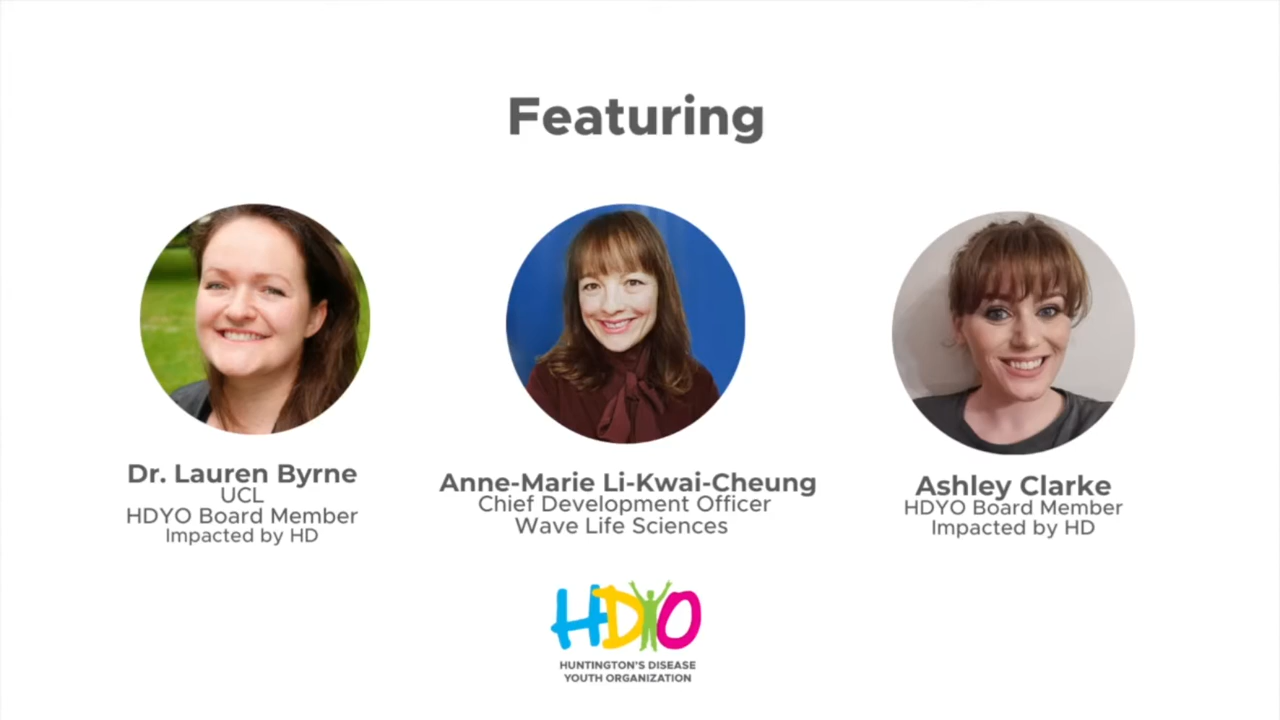 Featuring
Dr. Lauren Byrne
UCL
HDYO Board Member
Impacted by HD
Anne-Marie Li-Kwai-Cheung
Chief Development Officer
Wave Life Sciences
Ashley Clarke
HDYO Board Member
Impacted by HD
HDYO
HUNTINGTON'S DISEASE
YOUTH ORGANIZATION